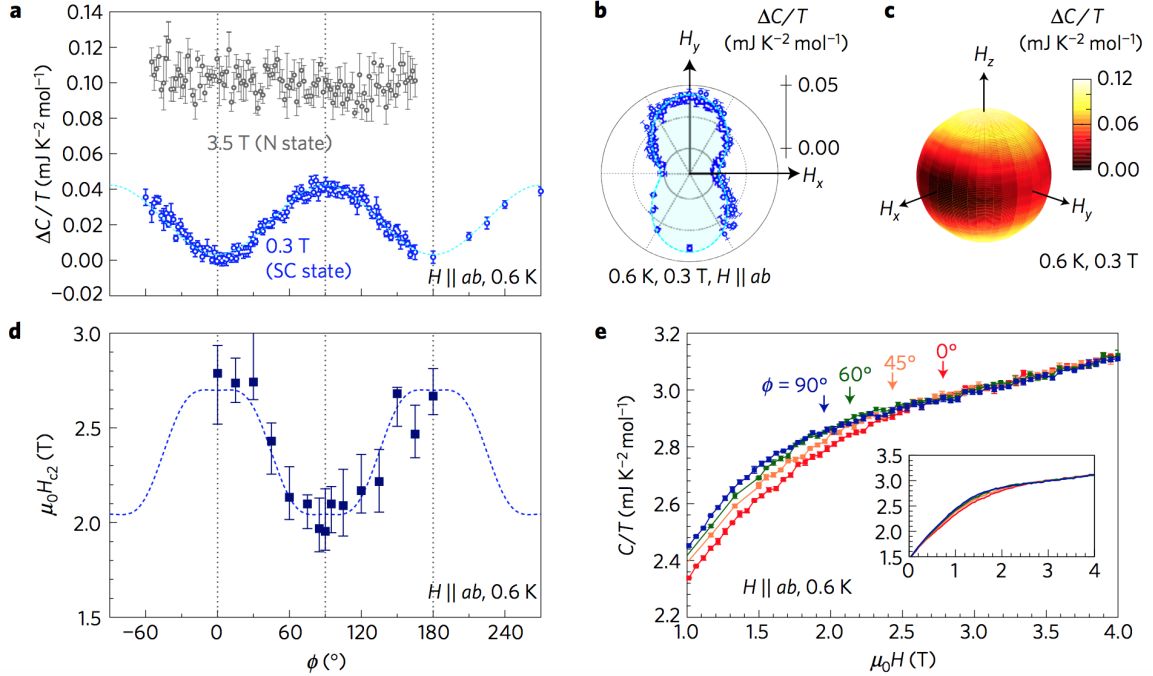 a
0.14
0.12
0.10
0.08
0.06
0.04
0.02
0.00
−0.02
ΔC/T (mJ K⁻² mol⁻¹)
3.5 T (N state)
0.3 T
(SC state)
H || ab, 0.6 K
b
ΔC/T
(mJ K⁻² mol⁻¹)
Hy
0.05
0.00
Hx
0.6 K, 0.3 T, H || ab
c
ΔC/T
(mJ K⁻² mol⁻¹)
Hz
0.12
0.06
0.00
Hx
Hy
0.6 K, 0.3 T
d
3.0
2.5
2.0
1.5
μ₀Hc2 (T)
H || ab, 0.6 K
−60 0 60 120 180 240
ϕ (°)
e
3.2
3.0
2.8
2.6
2.4
2.2
C/T (mJ K⁻² mol⁻¹)
ϕ = 90°
60°
45°
0°
3.5
3.0
2.0
1.5
0 1 2 3 4
H || ab, 0.6 K
1.0 1.5 2.0 2.5 3.0 3.5 4.0
μ₀H (T)